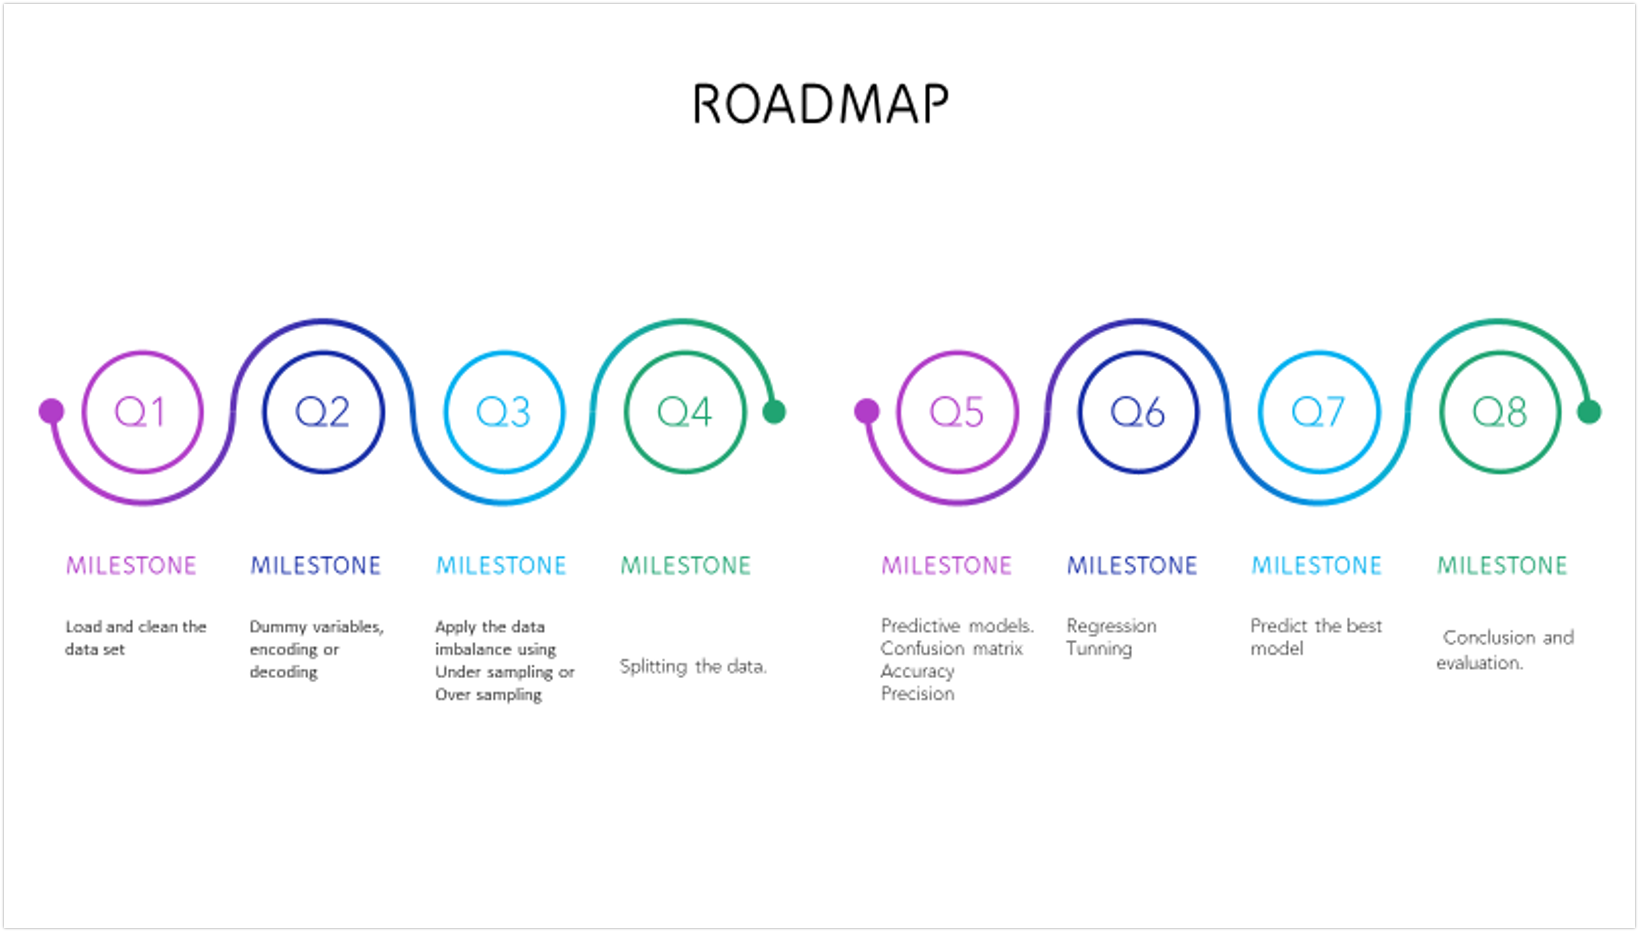 ROADMAP
Q1
Q2
Q3
Q4
Q5
Q6
Q7
Q8
MILESTONE
Load and clean the
data set
MILESTONE
Dummy variables,
encoding or
decoding
MILESTONE
Apply the data
imbalance using
Under sampling or
Over sampling
MILESTONE
Splitting the data.
MILESTONE
Predictive models.
Confusion matrix
Accuracy
Precision
MILESTONE
Regression
Tunning
MILESTONE
Predict the best
model
MILESTONE
Conclusion and
evaluation.